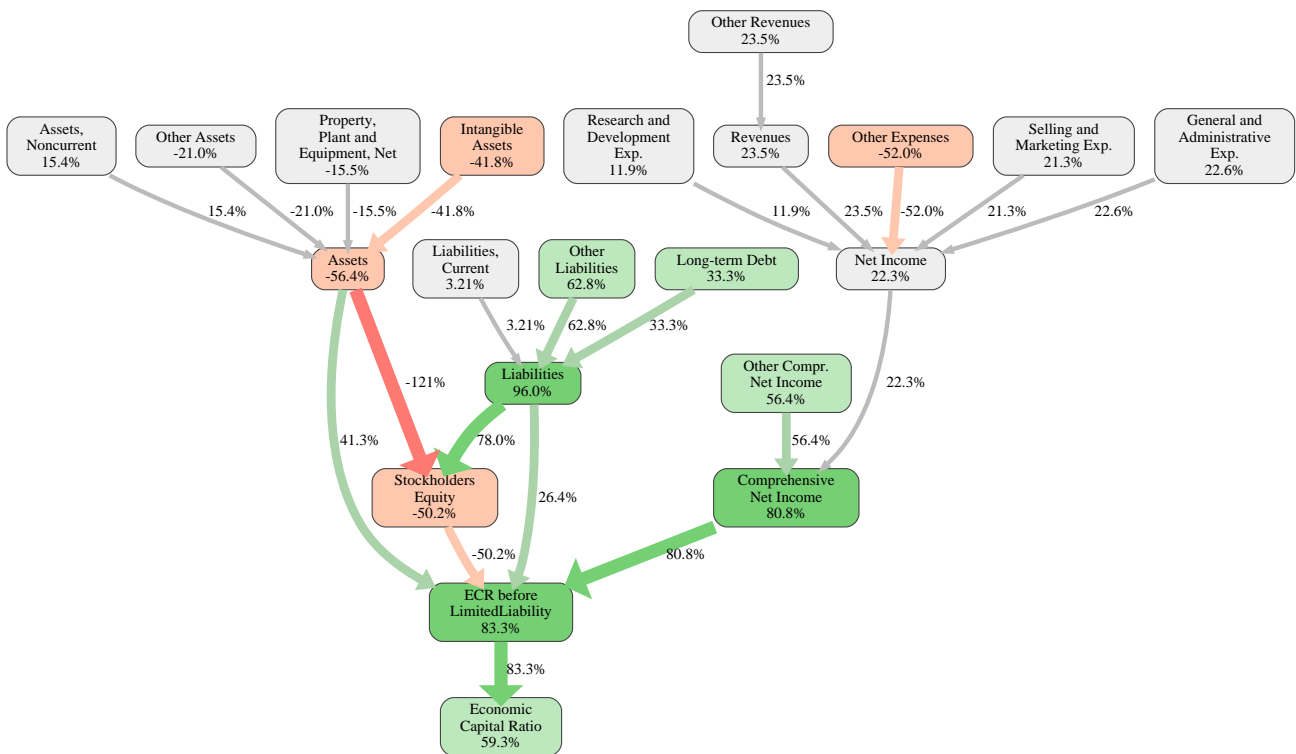 Other Revenues
23.5%
23.5%
Assets,
Noncurrent
15.4%
Other Assets
-21.0%
Property,
Plant and
Equipment, Net
-15.5%
Intangible
Assets
-41.8%
Research and
Development
Exp.
11.9%
Revenues
23.5%
Other Expenses
-52.0%
Selling and
Marketing Exp.
21.3%
General and
Administrative
Exp.
22.6%
15.4%
-21.0%
-15.5%
-41.8%
11.9%
23.5%
-52.0%
21.3%
22.6%
Assets
-56.4%
Liabilities,
Current
3.21%
Other
Liabilities
62.8%
Long-term Debt
33.3%
Net Income
22.3%
3.21%
62.8%
33.3%
-121%
Liabilities
96.0%
Other Compr.
Net Income
56.4%
22.3%
41.3%
78.0%
56.4%
Stockholders
Equity
-50.2%
26.4%
Comprehensive
Net Income
80.8%
-50.2%
80.8%
ECR before
LimitedLiability
83.3%
83.3%
Economic
Capital Ratio
59.3%